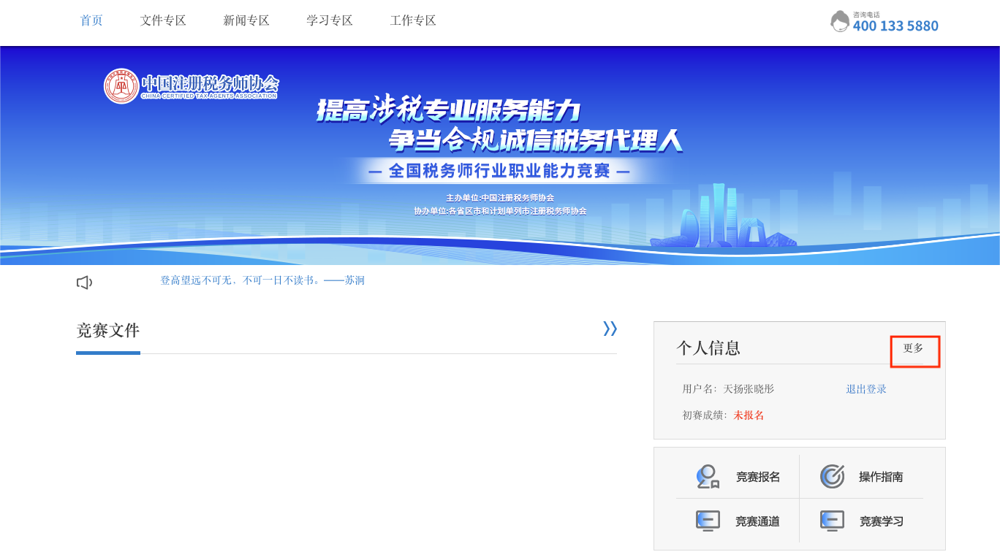 首页 文件专区 新闻专区 学习专区 工作专区
咨询电话
400 133 5880
中国注册税务师协会
CHINA CERTIFIED TAX AGENTS ASSOCIATION
提高涉税专业服务能力
争当合规诚信税务代理人
— 全国税务师行业职业能力竞赛 —
主办单位:中国注册税务师协会
协办单位:各省区市和计划单列市注册税务师协会
登高望远不可无。不可一日不读书。——苏洞
竞赛文件
个人信息 更多
用户名：天扬张晓彤 退出登录
初赛成绩：未报名
竞赛报名 操作指南
竞赛通道 竞赛学习